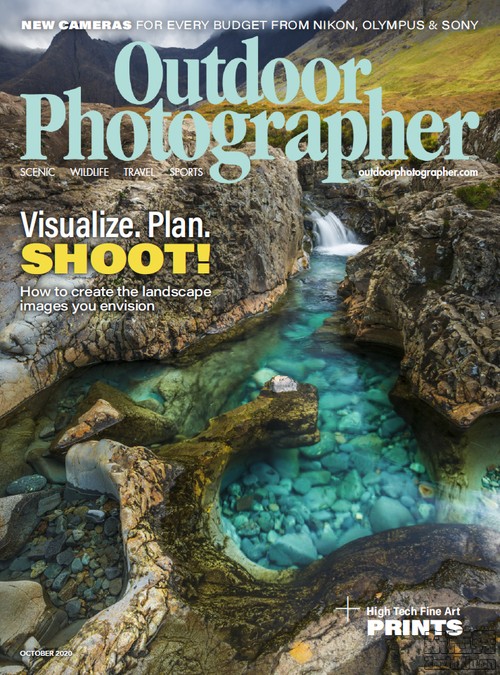 NEW CAMERAS FOR EVERY BUDGET FROM NIKON, OLYMPUS & SONY
Outdoor
Photographer
SCENIC WILDLIFE TRAVEL SPORTS
outdoorphotographer.com
Visualize. Plan.
SHOOT!
How to create the landscape
images you envision
High Tech Fine Art
PRINTS
OCTOBER 2020